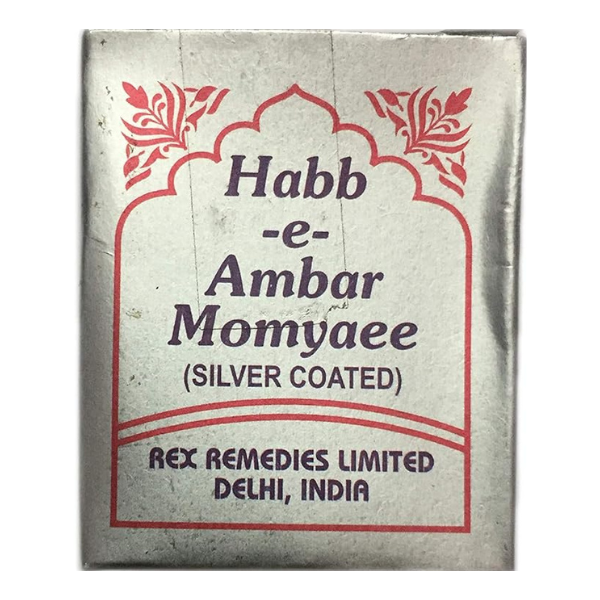 Habb
-e-
Ambar
Momyaee
(SILVER COATED)
REX REMEDIES LIMITED
DELHI, INDIA